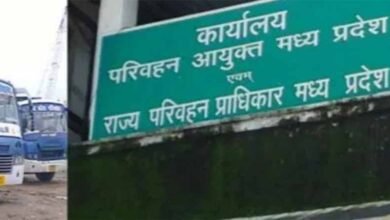 कार्यालय
परिवहन आयुक्त मध्य प्रदेश
एवम्
राज्य परिवहन प्राधिकार मध्य प्रदेश